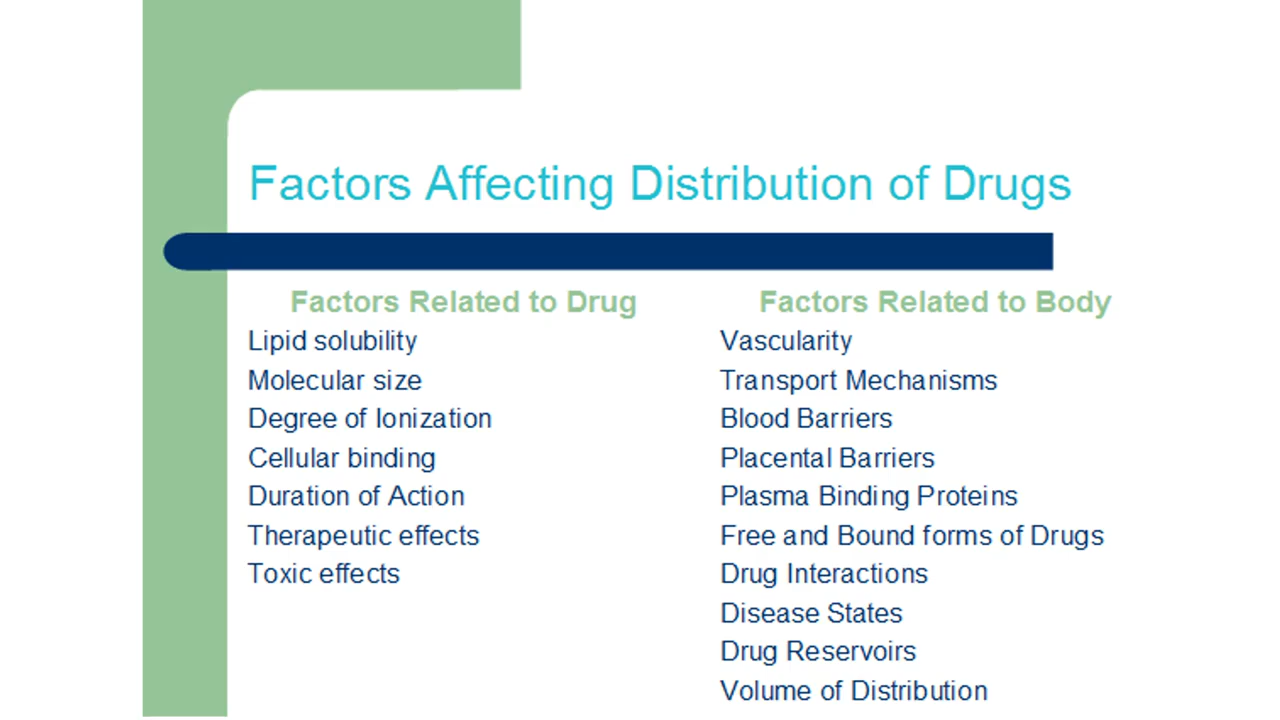 Factors Affecting Distribution of Drugs
Factors Related to Drug
Lipid solubility
Molecular size
Degree of Ionization
Cellular binding
Duration of Action
Therapeutic effects
Toxic effects
Factors Related to Body
Vascularity
Transport Mechanisms
Blood Barriers
Placental Barriers
Plasma Binding Proteins
Free and Bound forms of Drugs
Drug Interactions
Disease States
Drug Reservoirs
Volume of Distribution